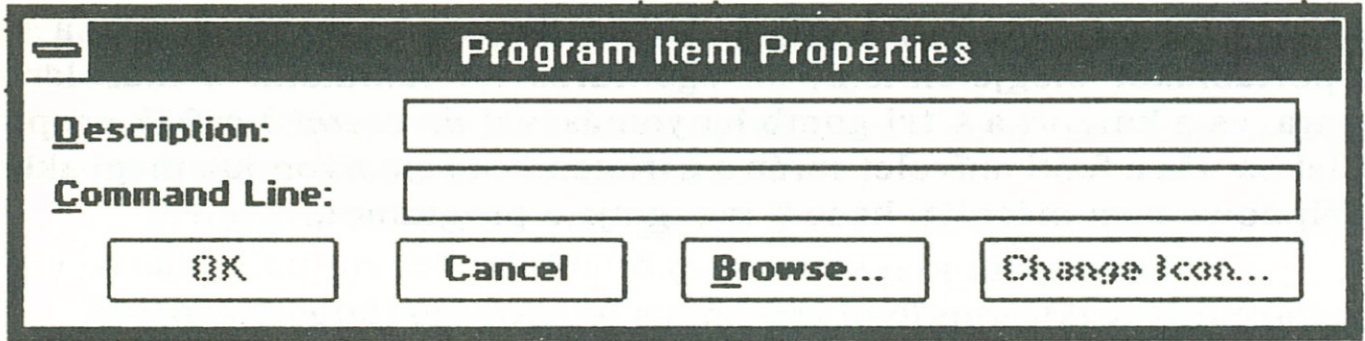 Program Item Properties
Description:
Command Line:
OK Cancel Browse... Change Icon...